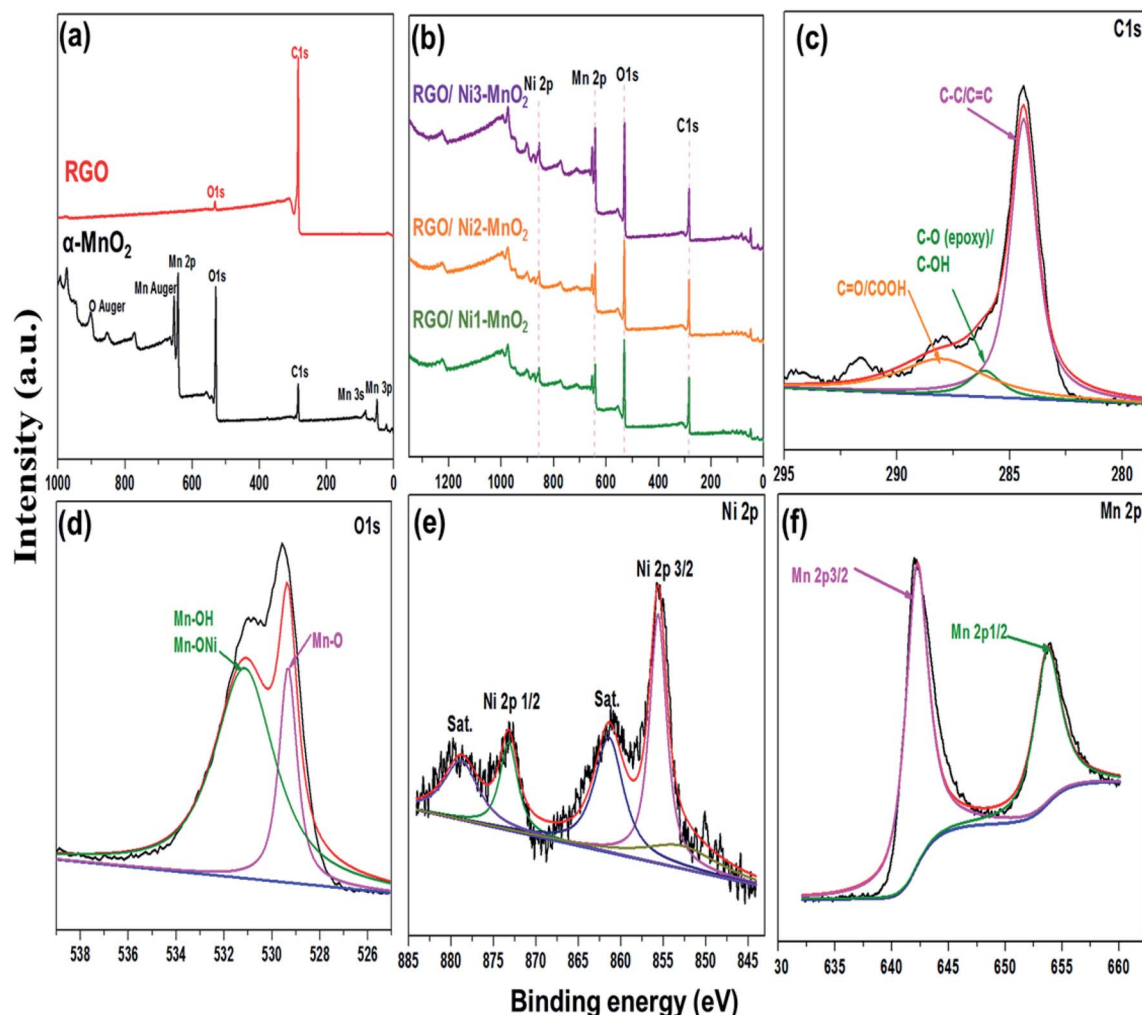 Intensity (a.u.)
(a)
C1s
RGO
O1s
α-MnO₂
O Auger
Mn Auger
Mn 2p
O1s
C1s
Mn 3s
Mn 3p
1000 800 600 400 200 0
(b)
Ni 2p
Mn 2p
O1s
C1s
RGO/ Ni3-MnO₂
RGO/ Ni2-MnO₂
RGO/ Ni1-MnO₂
1200 1000 800 600 400 200 0
(c)
C1s
C-C/C=C
C-O (epoxy)/
C-OH
C=O/COOH
295 290 285 280
(d)
O1s
Mn-OH
Mn-ONi
Mn-O
538 536 534 532 530 528 526
(e)
Ni 2p
Ni 2p 3/2
Sat.
Ni 2p 1/2
Sat.
885 880 875 870 865 860 855 850 845
(f)
Mn 2p
Mn 2p3/2
Mn 2p1/2
30 635 640 645 650 655 660
Binding energy (eV)